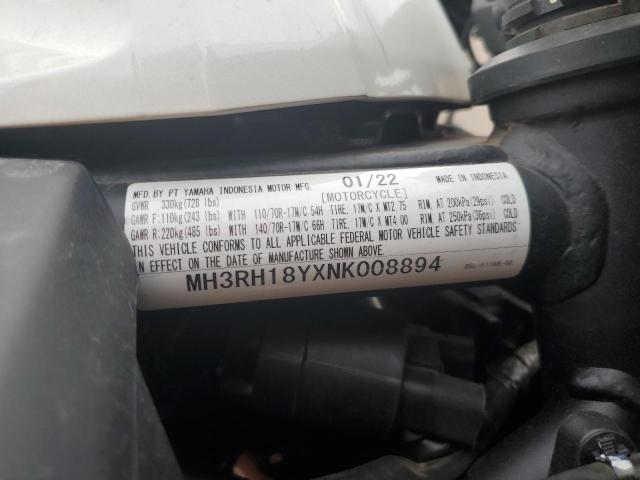 MFD. BY PT YAMAHA INDONESIA MOTOR MFG. 01/22 MADE IN INDONESIA
GVWR 330kg(728 lbs) [MOTORCYCLE]
GAWR F:110kg(243 lbs) WITH 110/70R-17M/C 54H TIRE, 17M/C X MT2 75 RIM, AT 200kPa(29psi) COLD
GAWR R:220kg(485 lbs) WITH 140/70R-17M/C 66H TIRE, 17M/C X MT4 00 RIM, AT 250kPa(36psi) COLD
THIS VEHICLE CONFORMS TO ALL APPLICABLE FEDERAL MOTOR VEHICLE SAFETY STANDARDS
IN EFFECT ON THE DATE OF MANUFACTURE SHOWN ABOVE.
MH3RH18YXNK008894